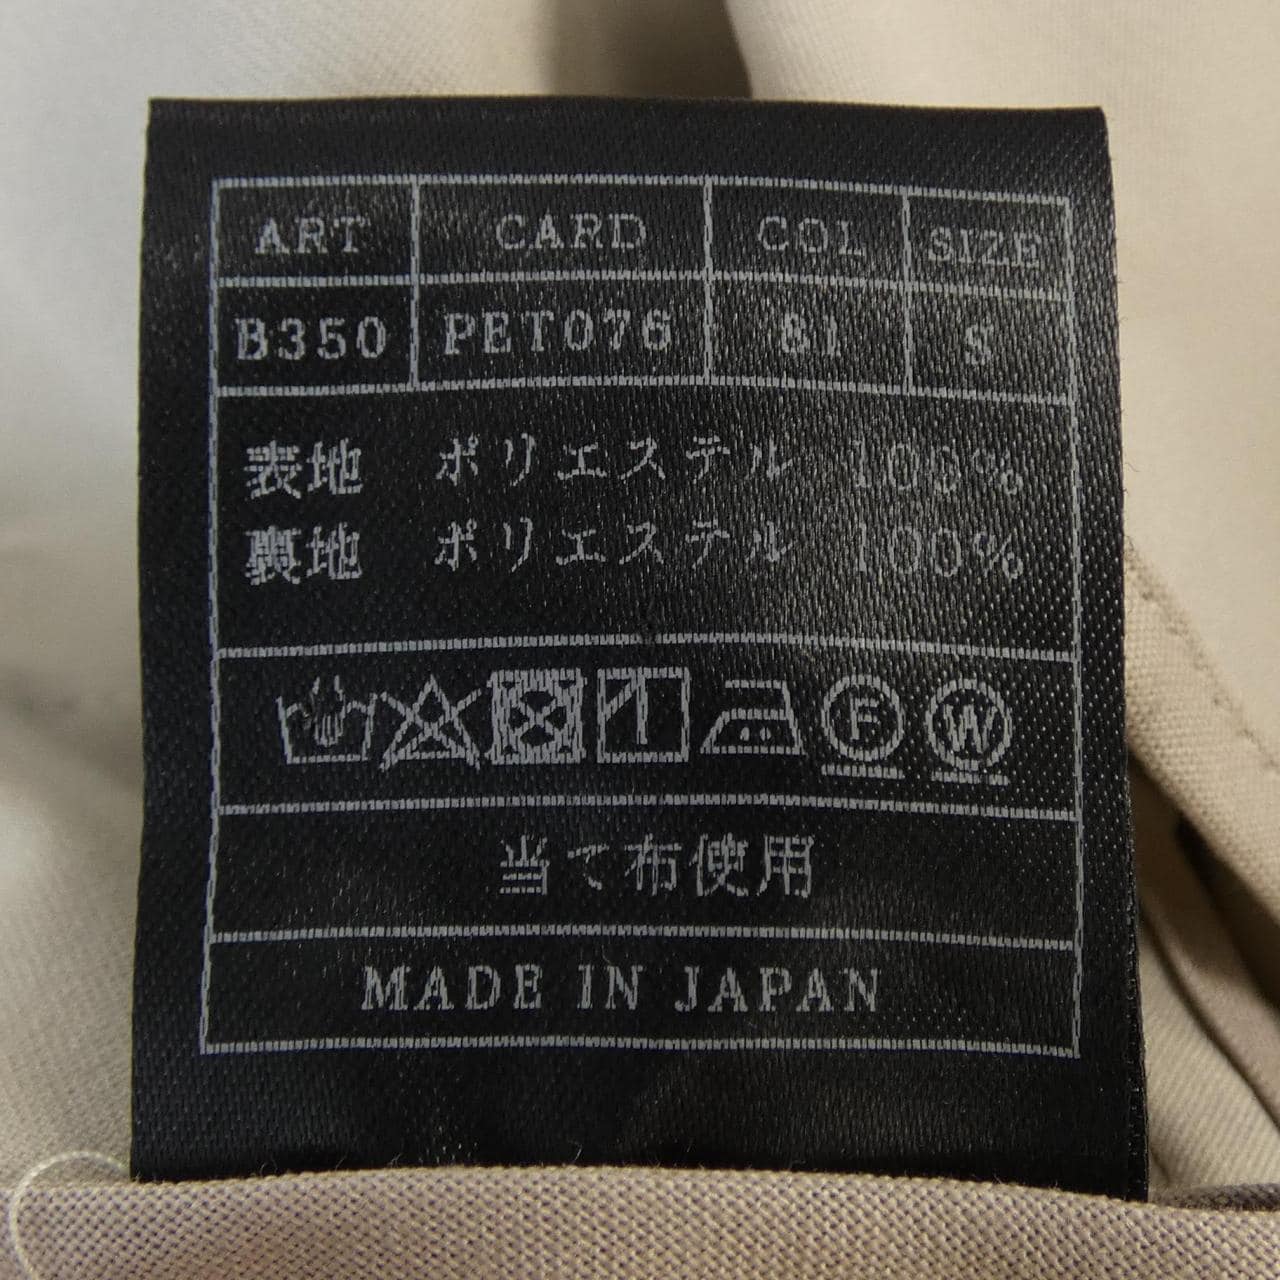 ART CARD COL SIZE
B350 PET076 81 S
表地 ポリエステル 100%
裏地 ポリエステル 100%
F W
当て布使用
MADE IN JAPAN